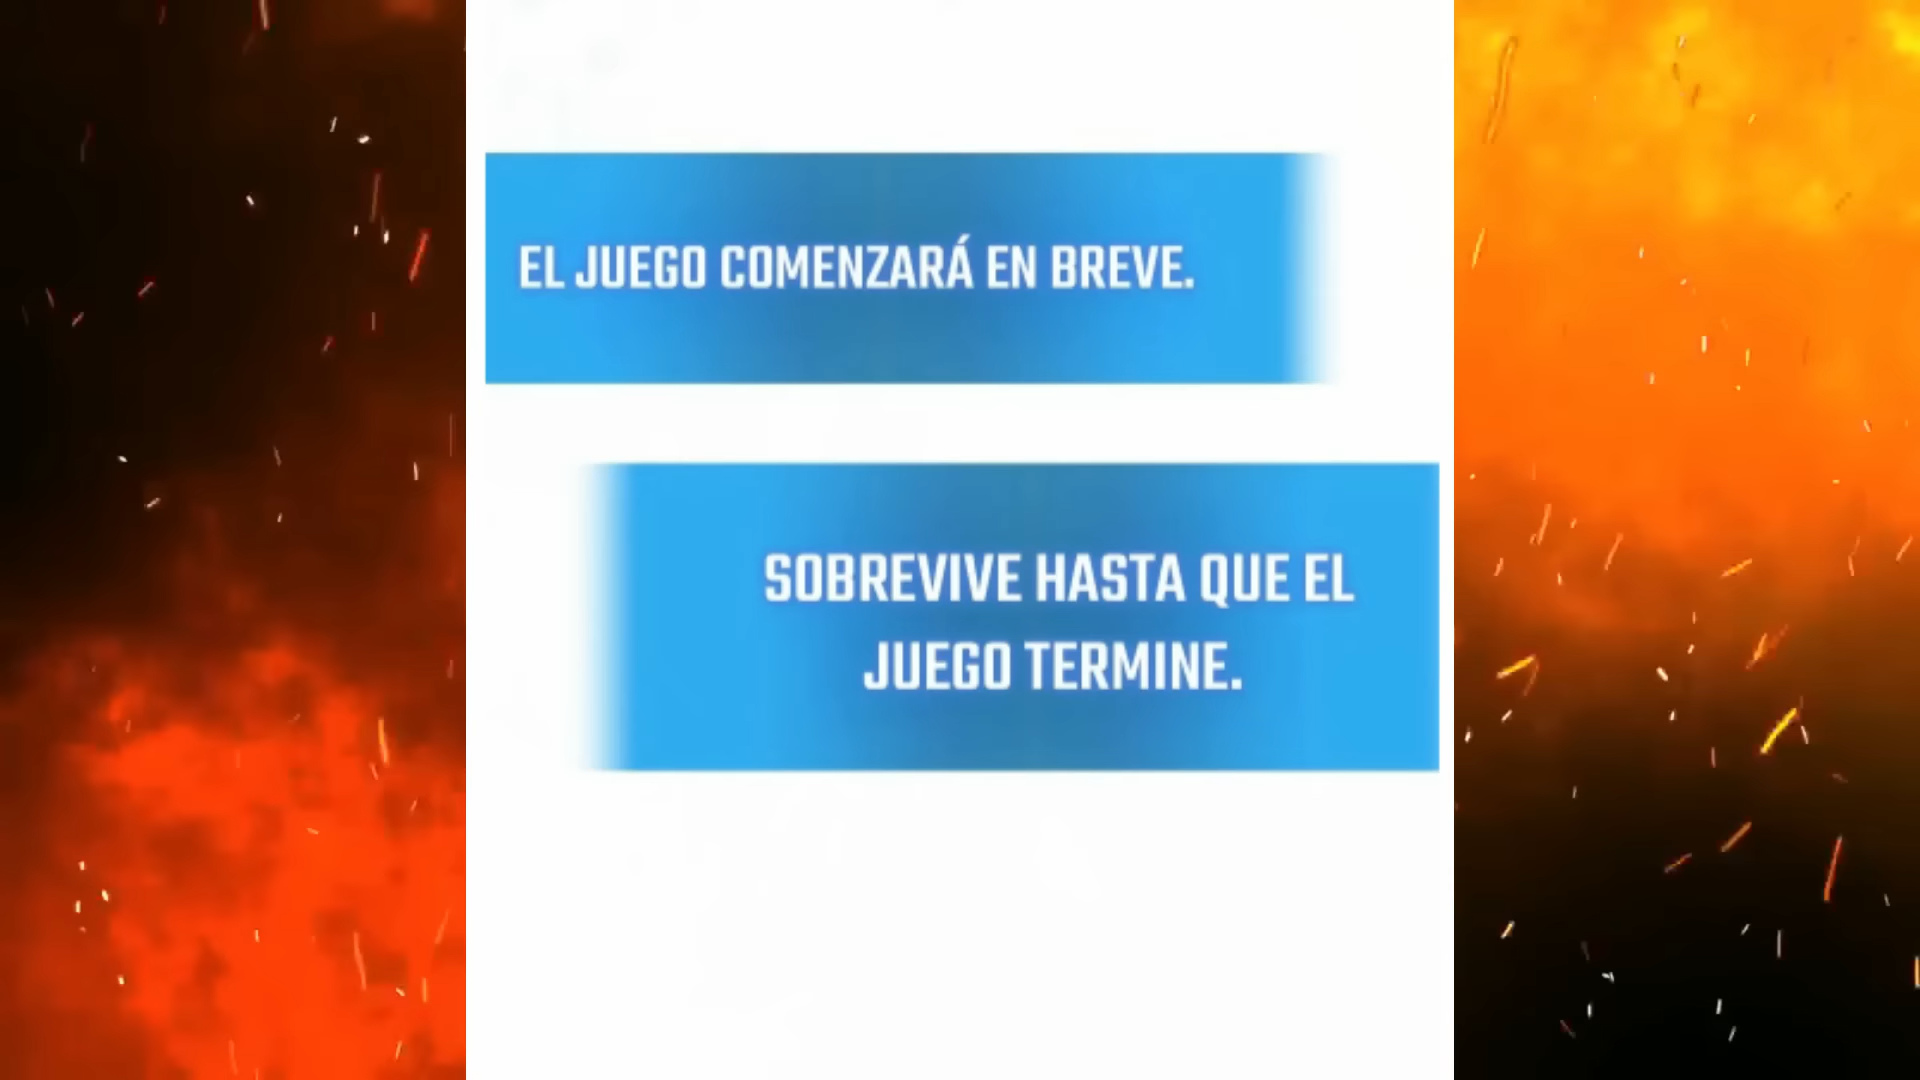 EL JUEGO COMENZARÁ EN BREVE.
SOBREVIVE HASTA QUE EL
JUEGO TERMINE.